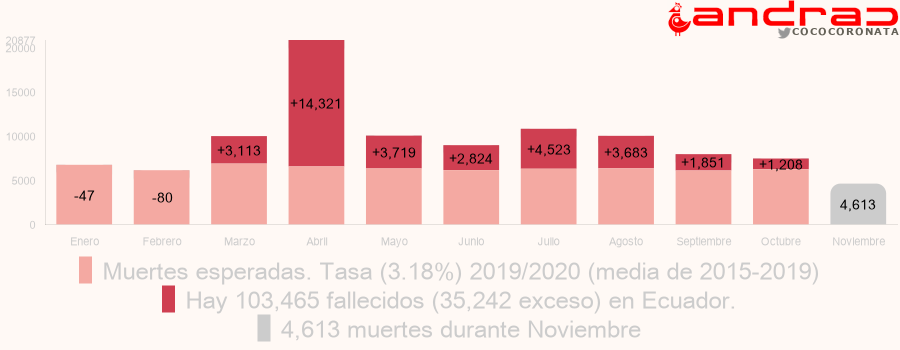 andrab
COCOCORONATA
20877
20000
15000
10000
5000
0
-47
-80
+3,113
+14,321
+3,719
+2,824
+4,523
+3,683
+1,851
+1,208
4,613
Enero Febrero Marzo Abril Mayo Junio Julio Agosto Septiembre Octubre Noviembre
Muertes esperadas. Tasa (3.18%) 2019/2020 (media de 2015-2019)
Hay 103,465 fallecidos (35,242 exceso) en Ecuador.
4,613 muertes durante Noviembre